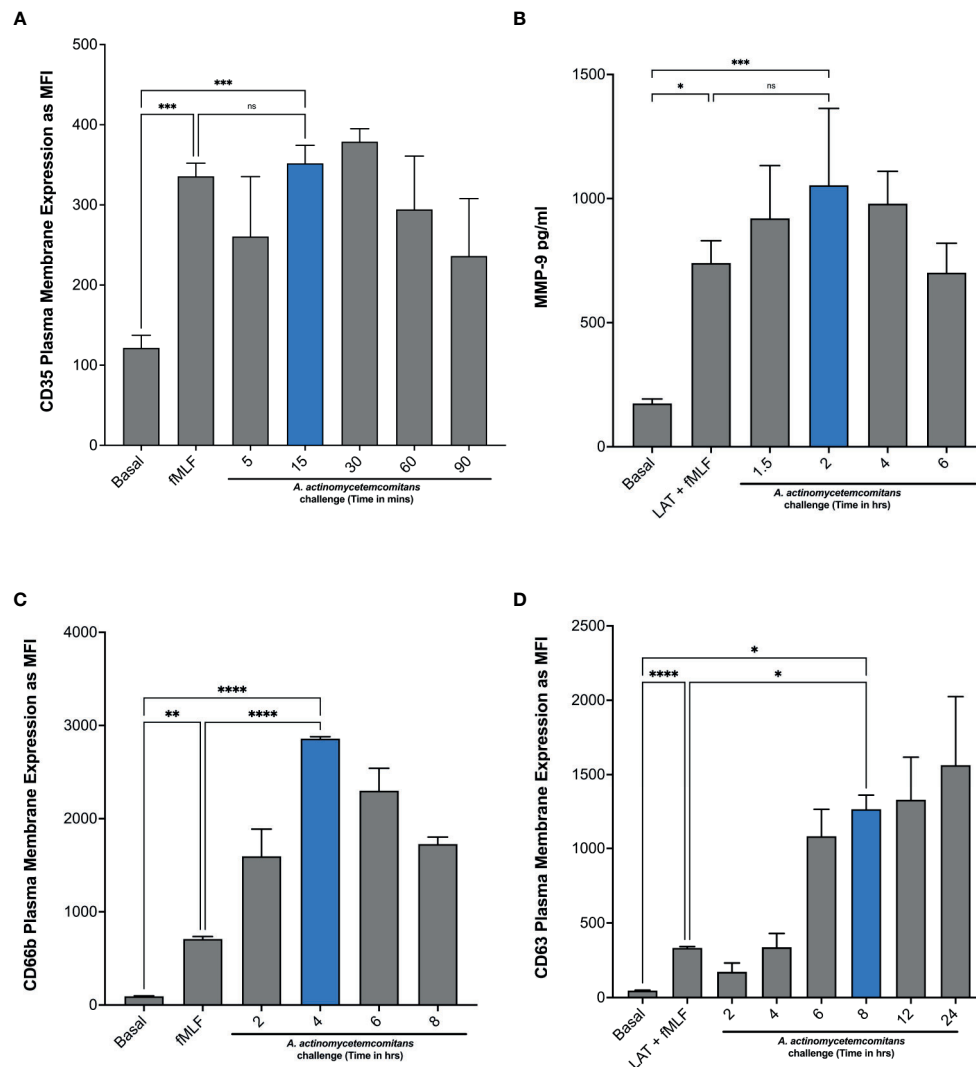 A
CD35 Plasma Membrane Expression as MFI
500
400
300
200
100
0
***
***
ns
Basal
fMLF
5
15
30
60
90
A. actinomycetemcomitans
challenge (Time in mins)
B
MMP-9 pg/ml
1500
1000
500
0
***
*
ns
Basal
LAT + fMLF
1.5
2
4
6
A. actinomycetemcomitans
challenge (Time in hrs)
C
CD66b Plasma Membrane Expression as MFI
4000
3000
2000
1000
0
****
**
****
Basal
fMLF
2
4
6
8
A. actinomycetemcomitans
challenge (Time in hrs)
D
CD63 Plasma Membrane Expression as MFI
2500
2000
1500
1000
500
0
*
****
*
Basal
LAT + fMLF
2
4
6
8
12
24
A. actinomycetemcomitans
challenge (Time in hrs)